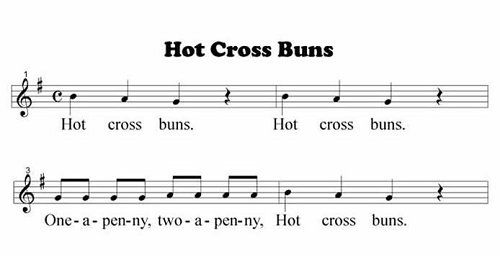 Hot Cross Buns
1
Hot cross buns. Hot cross buns.
3
One-a-pen-ny, two-a-pen-ny, Hot cross buns.